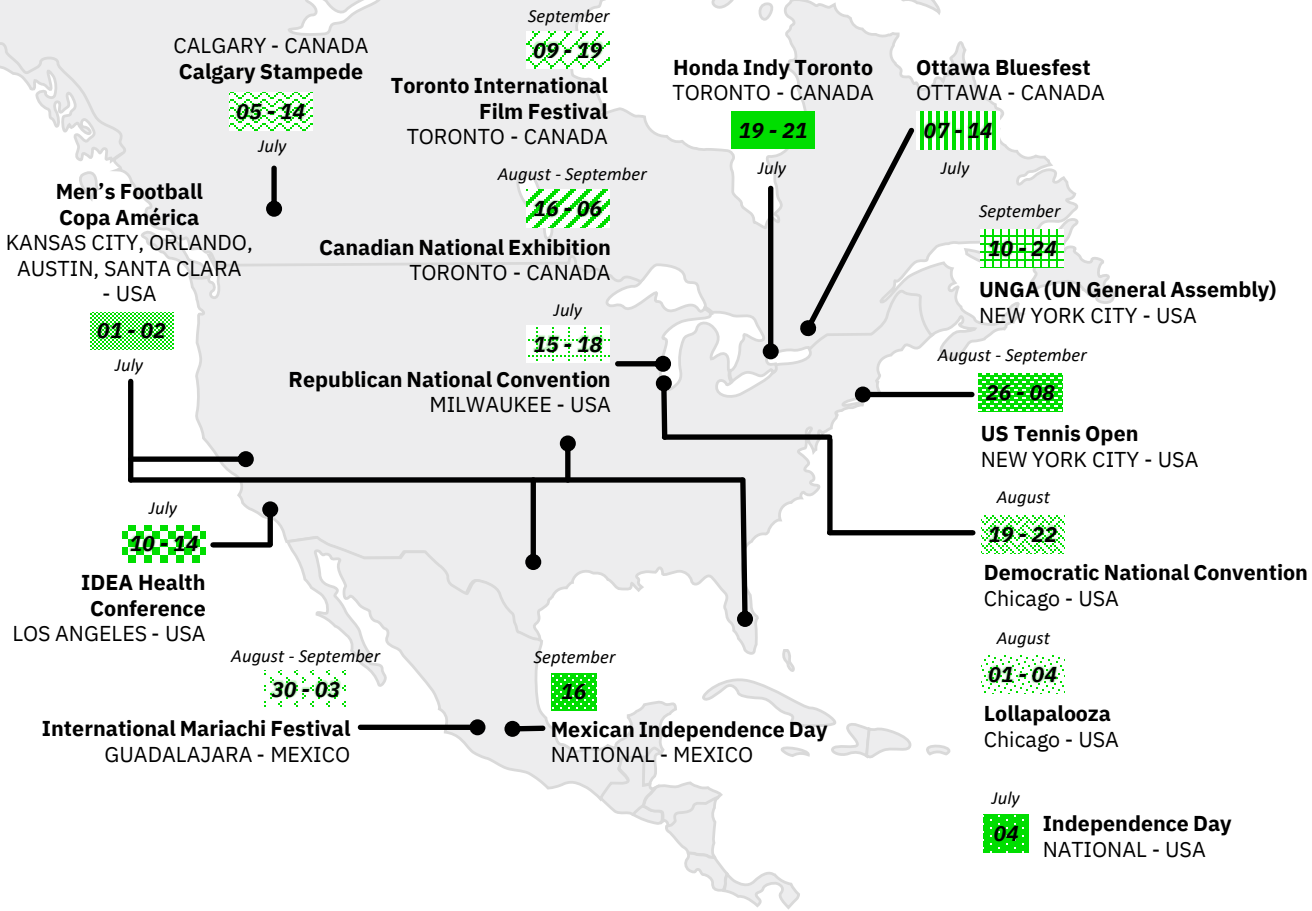 CALGARY - CANADA
Calgary Stampede
05 - 14
July
September
09 - 19
Toronto International
Film Festival
TORONTO - CANADA
Honda Indy Toronto
TORONTO - CANADA
19 - 21
July
Ottawa Bluesfest
OTTAWA - CANADA
07 - 14
July
Men’s Football
Copa América
KANSAS CITY, ORLANDO,
AUSTIN, SANTA CLARA
- USA
01 - 02
July
August - September
16 - 06
Canadian National Exhibition
TORONTO - CANADA
September
10 - 24
UNGA (UN General Assembly)
NEW YORK CITY - USA
July
15 - 18
Republican National Convention
MILWAUKEE - USA
August - September
26 - 08
US Tennis Open
NEW YORK CITY - USA
July
10 - 14
IDEA Health
Conference
LOS ANGELES - USA
August
19 - 22
Democratic National Convention
Chicago - USA
August - September
30 - 03
International Mariachi Festival
GUADALAJARA - MEXICO
September
16
Mexican Independence Day
NATIONAL - MEXICO
August
01 - 04
Lollapalooza
Chicago - USA
July
04
Independence Day
NATIONAL - USA